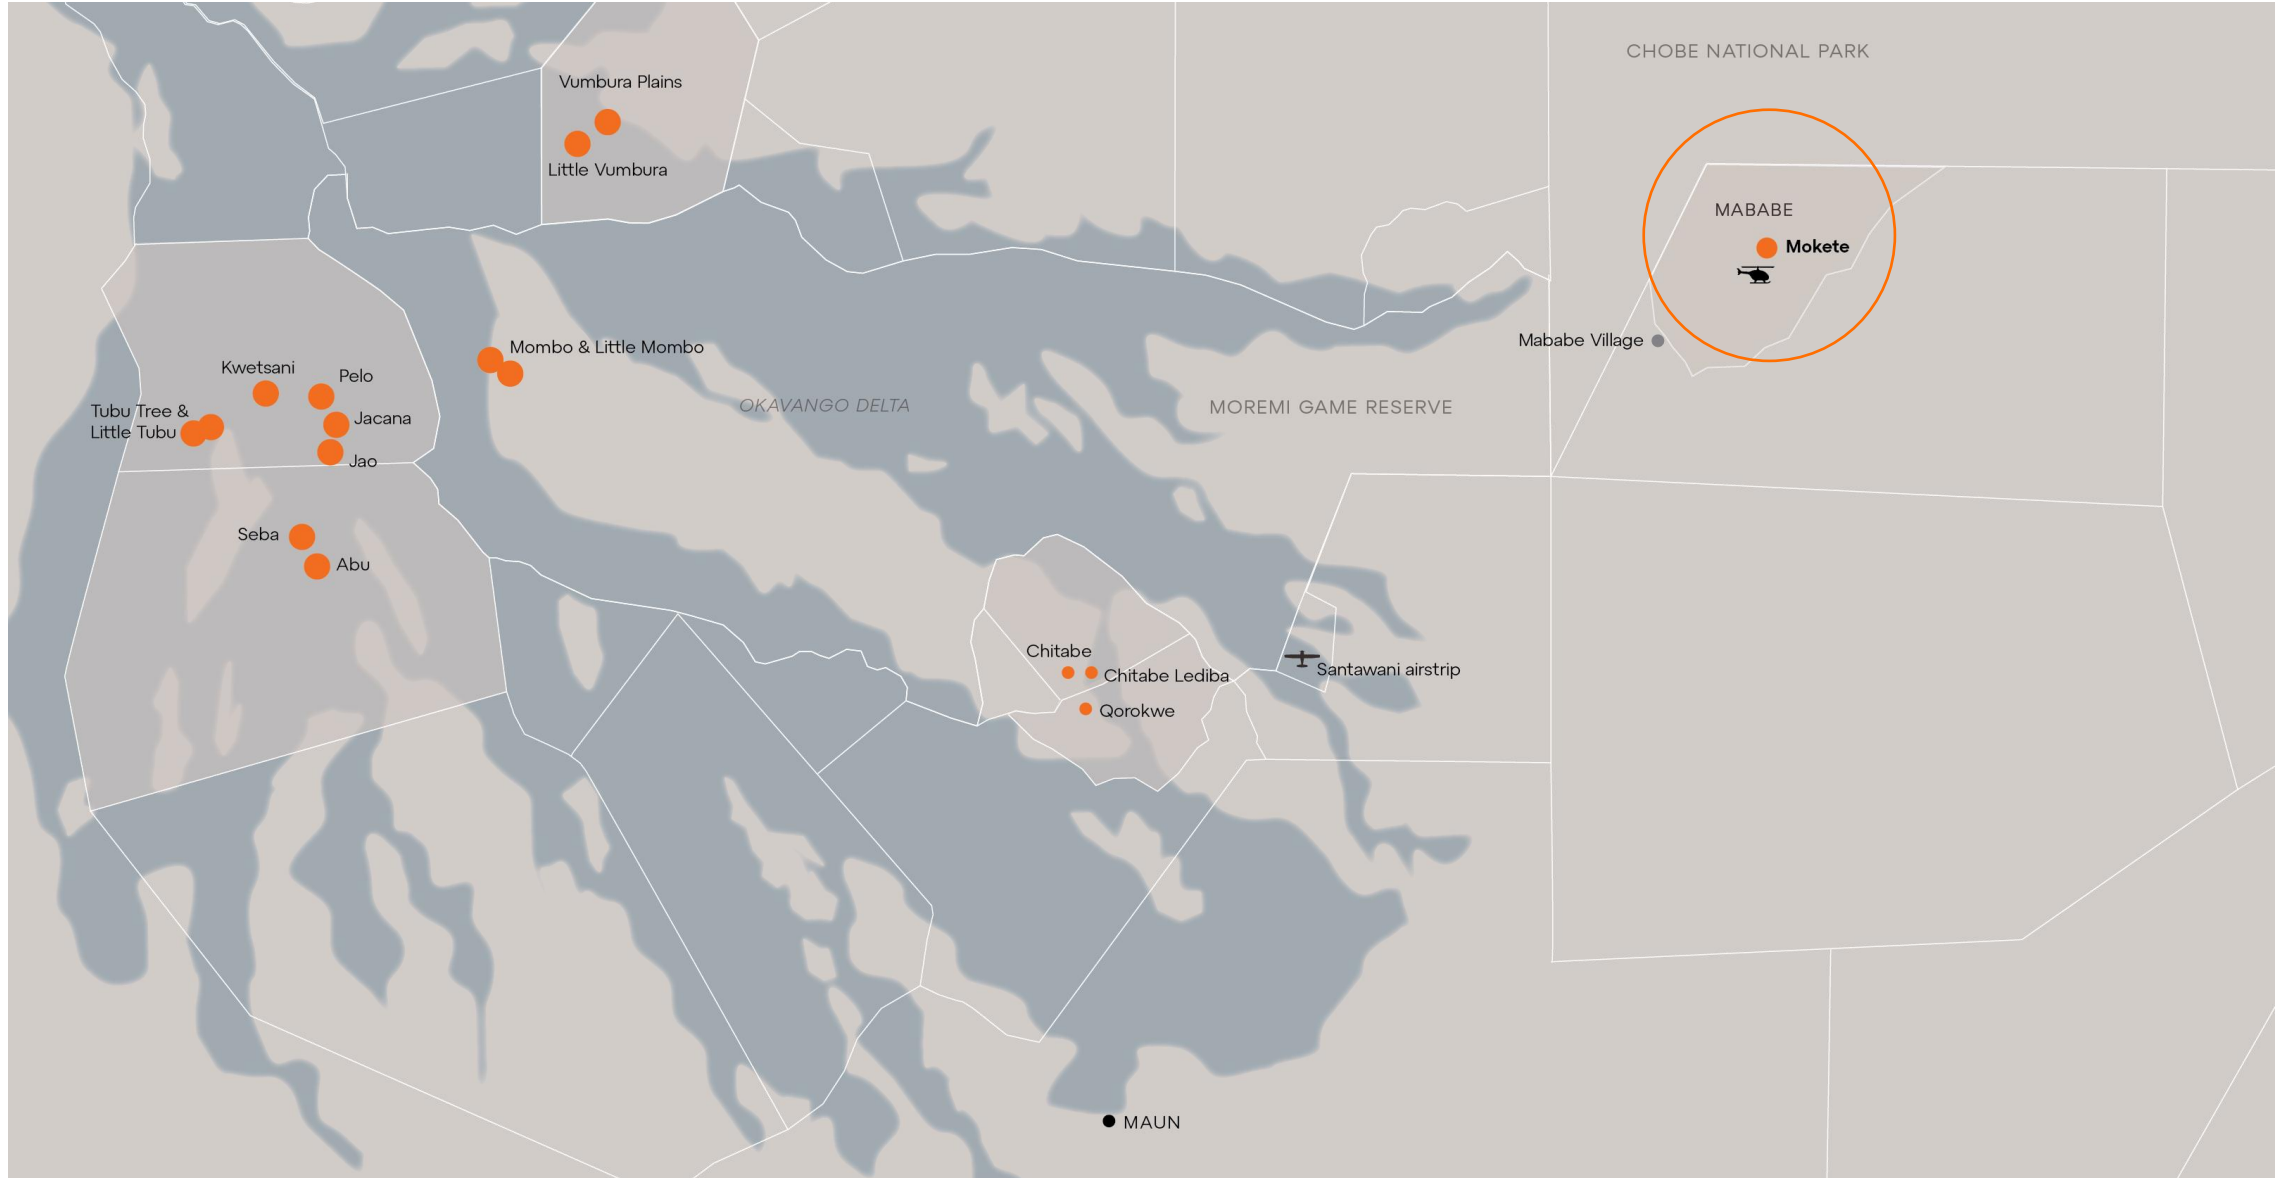 CHOBE NATIONAL PARK
Vumbura Plains
Little Vumbura
MABABE
Mokete
Mababe Village
Mombo & Little Mombo
Kwetsani
Pelo
Tubu Tree &
Little Tubu
Jacana
Jao
OKAVANGO DELTA
MOREMI GAME RESERVE
Seba
Abu
Chitabe
Chitabe Lediba
Santawani airstrip
Qorokwe
MAUN